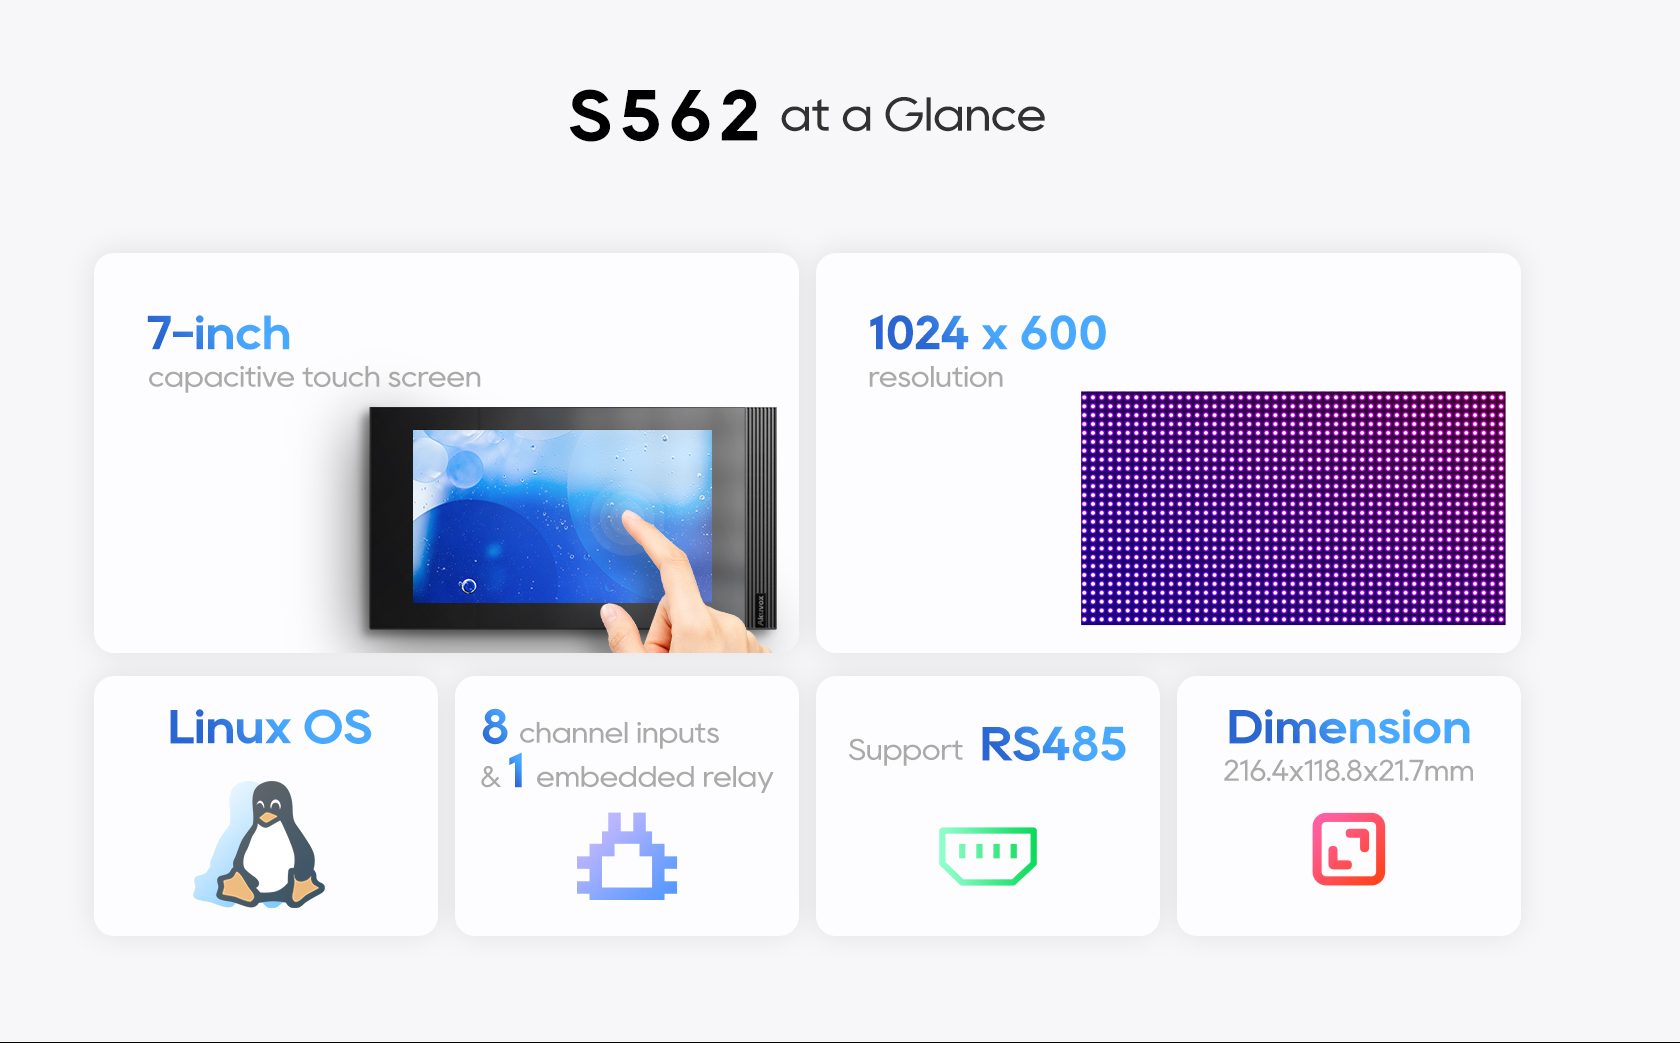 S562 at a Glance
7-inch
capacitive touch screen
Akuvox
1024 x 600
resolution
Linux OS
8 channel inputs
& 1 embedded relay
Support RS485
Dimension
216.4x118.8x21.7mm